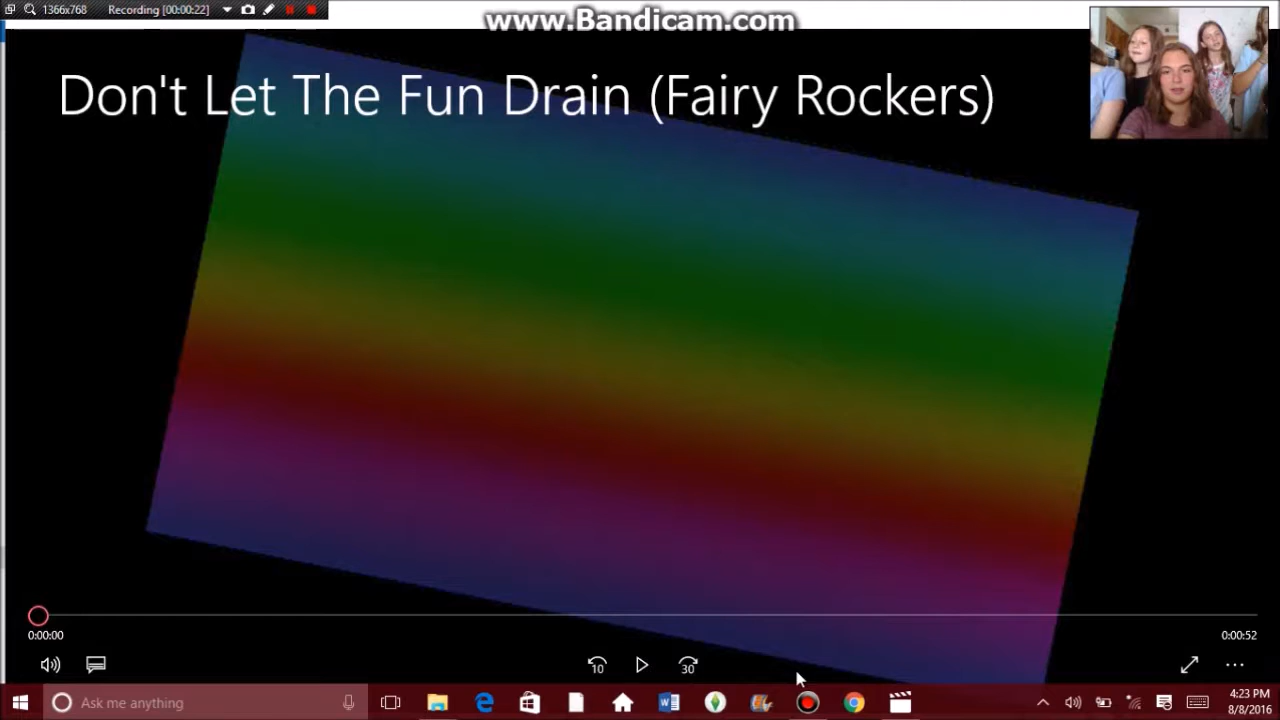 1366x768 Recording [00:00:22]
www.Bandicam.com
Don't Let The Fun Drain (Fairy Rockers)
0:00:00
0:00:52
10
30
Ask me anything
4:23 PM
8/8/2016